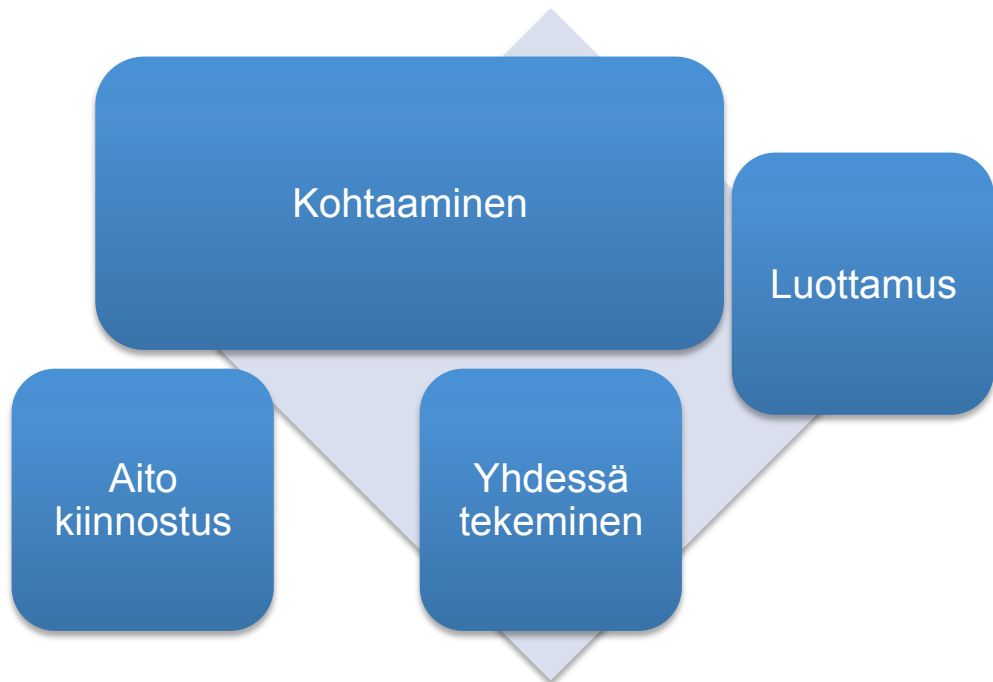 Kohtaaminen
Luottamus
Aito
kiinnostus
Yhdessä
tekeminen